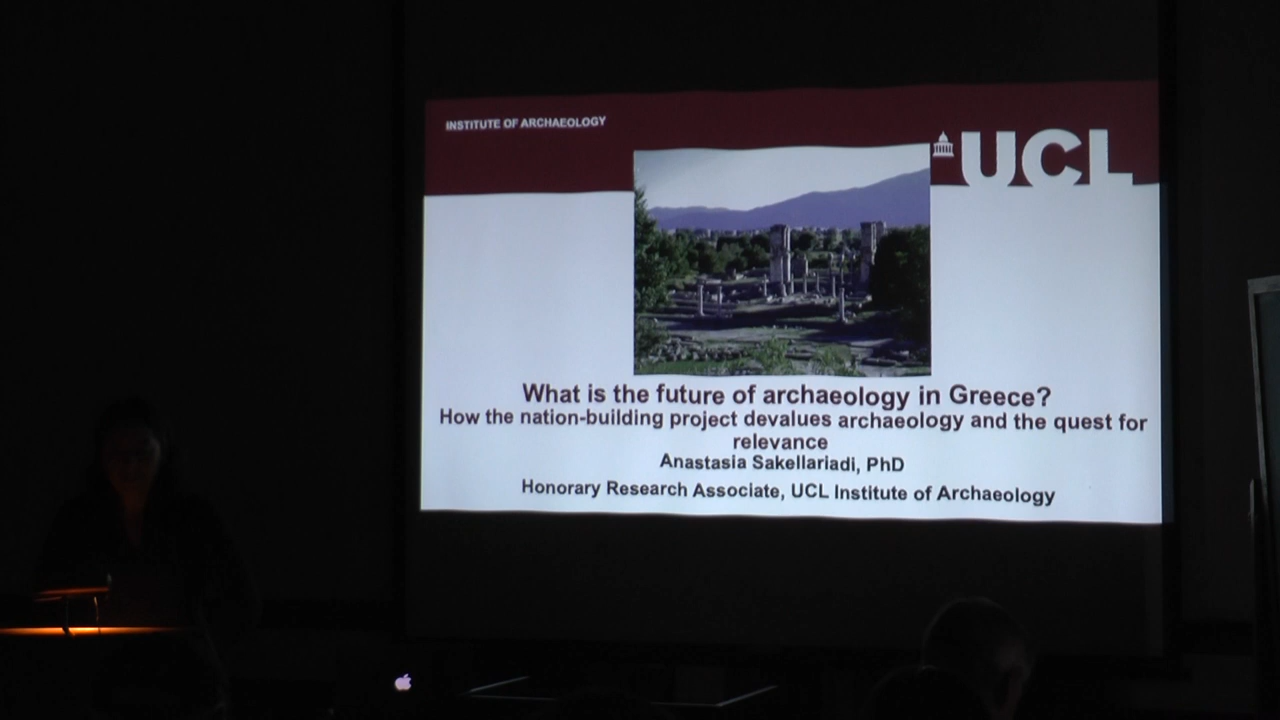 INSTITUTE OF ARCHAEOLOGY
UCL
What is the future of archaeology in Greece?
How the nation-building project devalues archaeology and the quest for
relevance
Anastasia Sakellariadi, PhD
Honorary Research Associate, UCL Institute of Archaeology